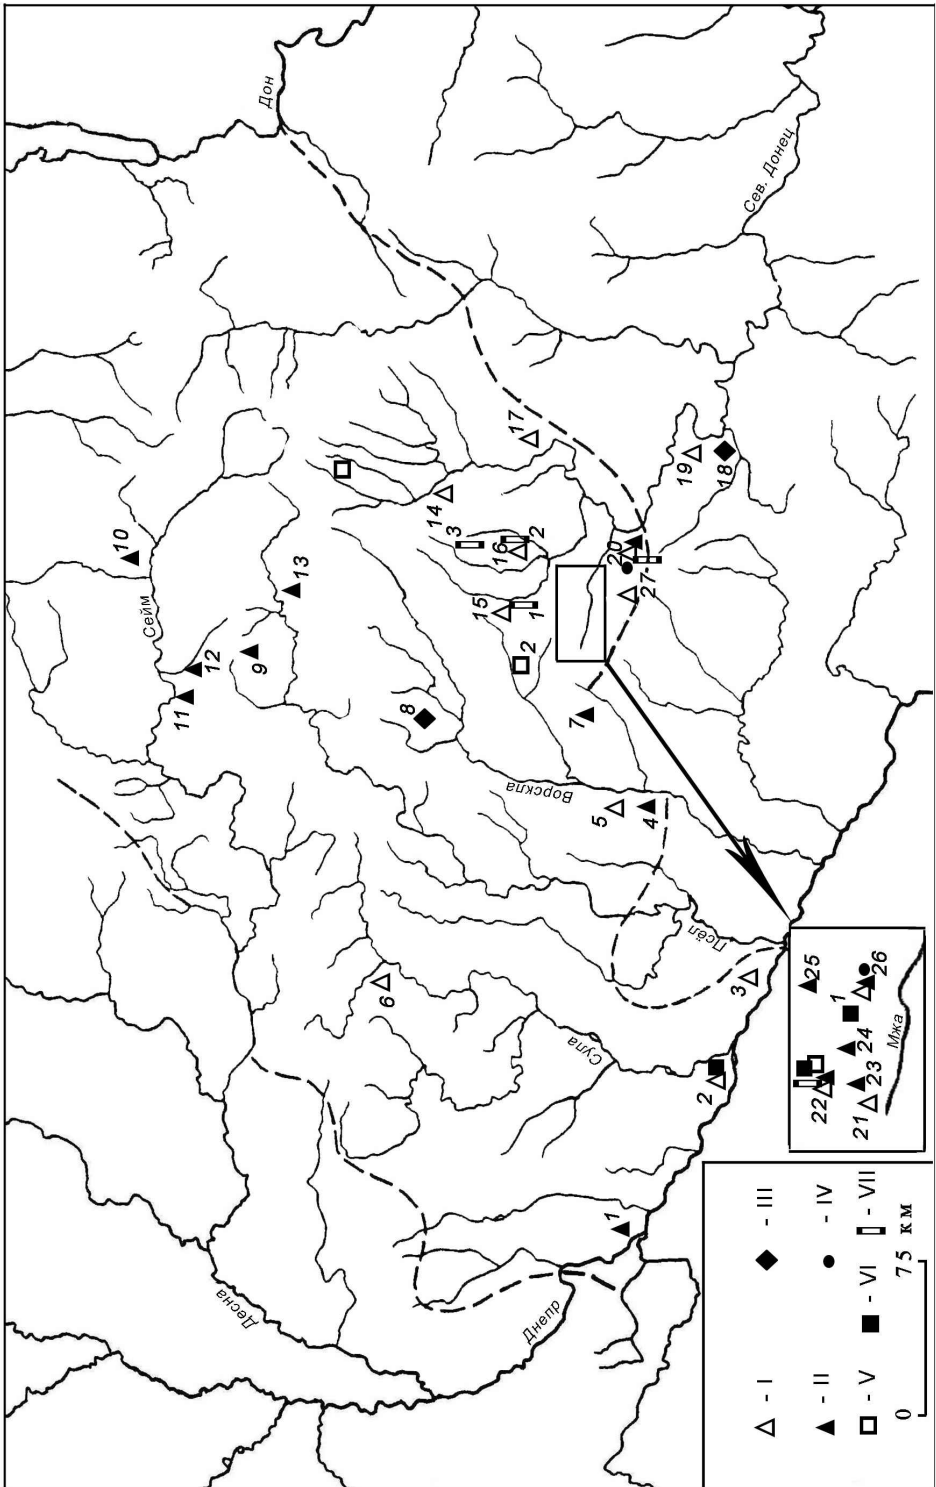 Дон
Сев. Донец
Сейм
Ворскла
Псёл
Сула
Десна
Днепр
10
11
12
13
9
8
14
3
16
2
15
1
2
17
19
18
20
27
7
5
4
6
3
2
1
25
1
26
24
22
23
21
Мжа
△ - I
▲ - II
□ - V
◆ - III
● - IV
■ - VI
- VII
0 75 км